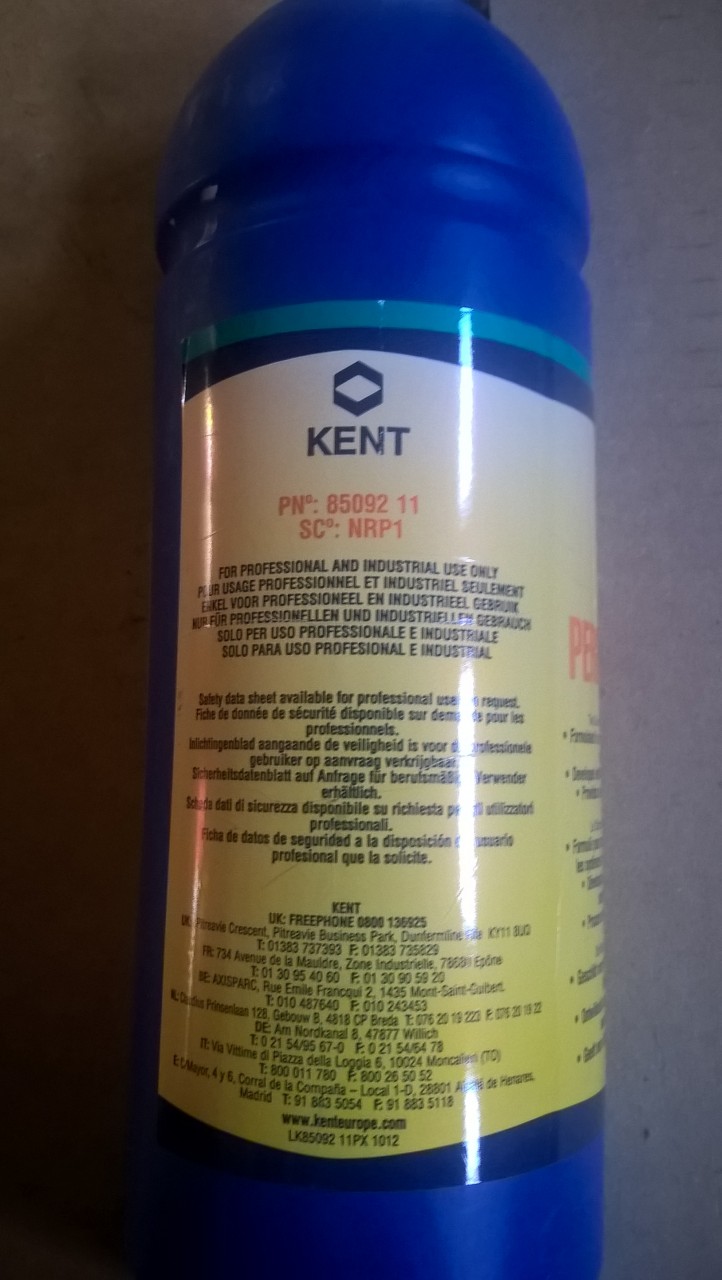 KENT
PNº: 85092 11
SCº: NRP1
FOR PROFESSIONAL AND INDUSTRIAL USE ONLY
POUR USAGE PROFESSIONNEL ET INDUSTRIEL SEULEMENT
ENKEL VOOR PROFESSIONEEL EN INDUSTRIEEL GEBRUIK
NUR FÜR PROFESSIONELLEN UND INDUSTRIELLEN GEBRAUCH
SOLO PER USO PROFESSIONALE E INDUSTRIALE
SOLO PARA USO PROFESIONAL E INDUSTRIAL
Safety data sheet available for professional user on request.
Fiche de donnée de sécurité disponible sur demande pour les
professionnels.
Inlichtingenblad aangaande de veiligheid is voor de professionele
gebruiker op aanvraag verkrijgbaar.
Sicherheitsdatenblatt auf Anfrage für berufsmäßige Verwender
erhältlich.
Scheda dati di sicurezza disponibile su richiesta per gli utilizzatori
professionali.
Ficha de datos de seguridad a la disposición usuario
profesional que la solicite.
KENT
UK: FREEPHONE 0800 136925
UK: Pitreavie Crescent, Pitreavie Business Park, Dunfermline Fife KY11 8UG
T: 01383 737393 F: 01383 735829
FR: 734 Avenue de la Mauldre, Zone Industrielle, 78680 Epône
T: 01 30 95 40 60 F: 01 30 90 59 20
BE: AXISPARC, Rue Emile Francqui 2, 1435 Mont-Saint-Guibert.
T: 010 487640 F: 010 243453
NL: Claudius Prinsenlaan 128, Gebouw B, 4818 CP Breda T: 076 20 19 223 F: 076 20 19 22
DE: Am Nordkanal 8, 47877 Willich
T: 0 21 54/95 67-0 F: 0 21 54/64 78
IT: Via Vittime di Piazza della Loggia 6, 10024 Moncalieri (TO)
T: 800 011 780 F: 800 26 50 52
E: C/Mayor, 4 y 6, Corral de la Compaña – Local 1-D, 28801 Alcalá de Henares,
Madrid T: 91 883 5054 F: 91 883 5118
www.kenteurope.com
LK85092 11PX 1012